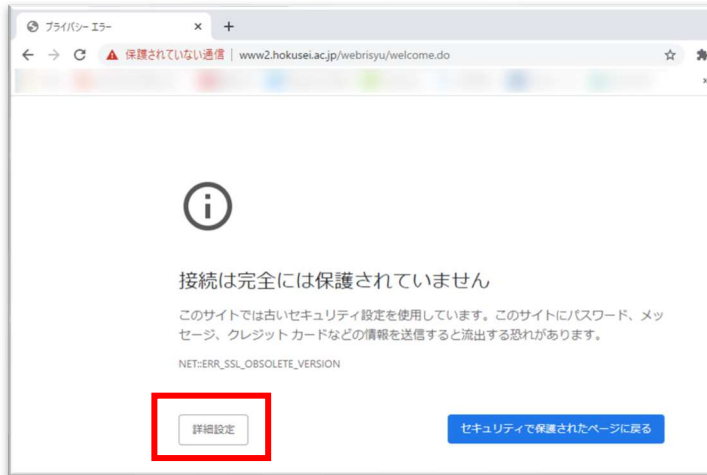 プライバシー エラー
保護されていない通信 | www2.hokusei.ac.jp/webrisyu/welcome.do
接続は完全には保護されていません
このサイトでは古いセキュリティ設定を使用しています。このサイトにパスワード、メッ
セージ、クレジット カードなどの情報を送信すると流出する恐れがあります。
NET::ERR_SSL_OBSOLETE_VERSION
詳細設定
セキュリティで保護されたページに戻る